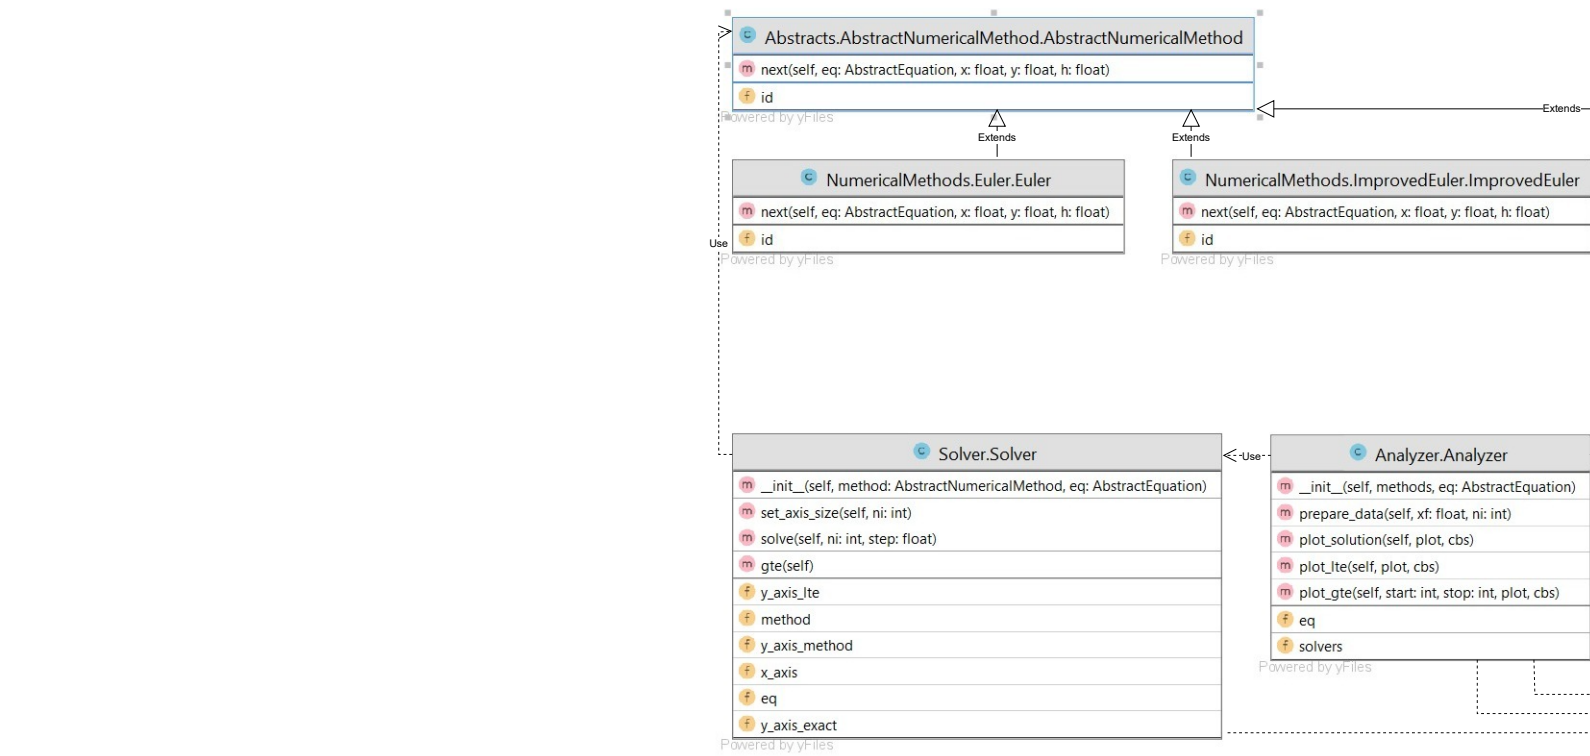 Abstracts.AbstractNumericalMethod.AbstractNumericalMethod
next(self, eq: AbstractEquation, x: float, y: float, h: float)
id
Powered by yFiles
Extends
Extends
Extends
NumericalMethods.Euler.Euler
next(self, eq: AbstractEquation, x: float, y: float, h: float)
id
Powered by yFiles
NumericalMethods.ImprovedEuler.ImprovedEuler
next(self, eq: AbstractEquation, x: float, y: float, h: float)
id
Powered by yFiles
Use
Solver.Solver
__init__(self, method: AbstractNumericalMethod, eq: AbstractEquation)
set_axis_size(self, ni: int)
solve(self, ni: int, step: float)
gte(self)
y_axis_lte
method
y_axis_method
x_axis
eq
y_axis_exact
Powered by yFiles
Use
Analyzer.Analyzer
__init__(self, methods, eq: AbstractEquation)
prepare_data(self, xf: float, ni: int)
plot_solution(self, plot, cbs)
plot_lte(self, plot, cbs)
plot_gte(self, start: int, stop: int, plot, cbs)
eq
solvers
Powered by yFiles